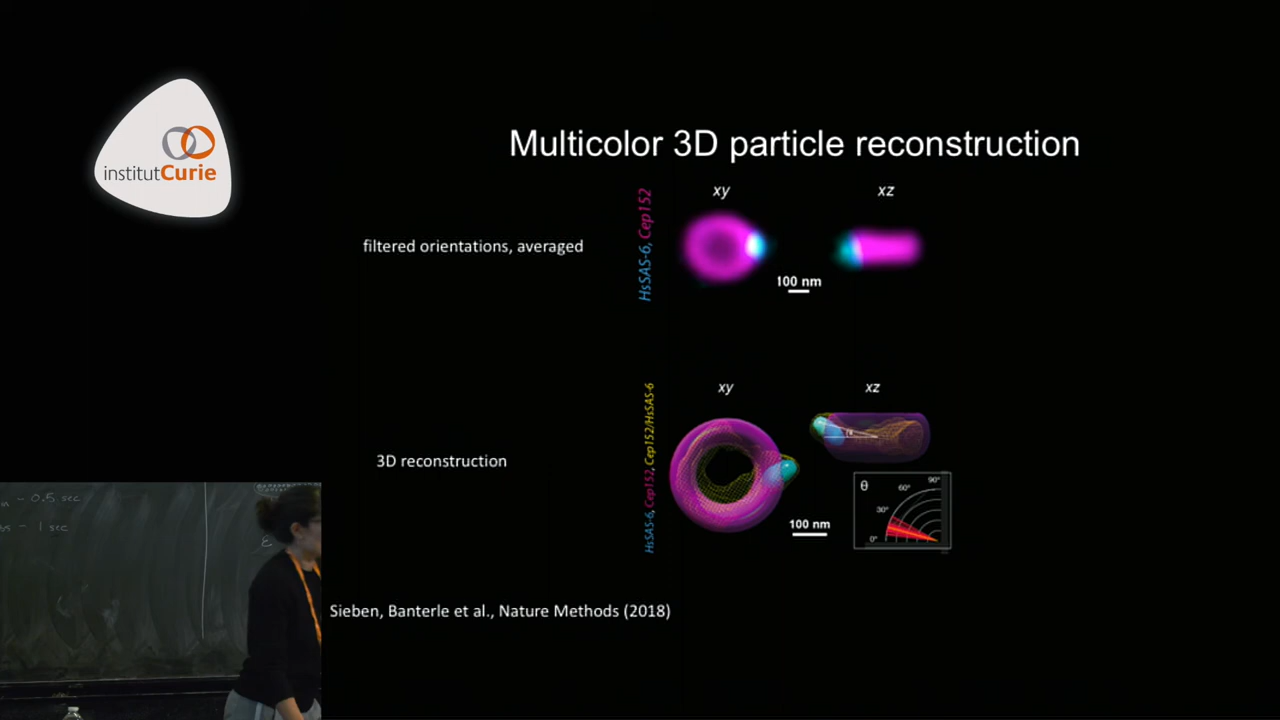 institutCurie
Multicolor 3D particle reconstruction
xy
xz
filtered orientations, averaged
HsSAS-6, Cep152
100 nm
xy
xz
3D reconstruction
HsSAS-6, Cep152, Cep152/HsSAS-6
100 nm
θ
90°
60°
30°
0°
- 0.5 sec
- 1 sec
Sieben, Banterle et al., Nature Methods (2018)